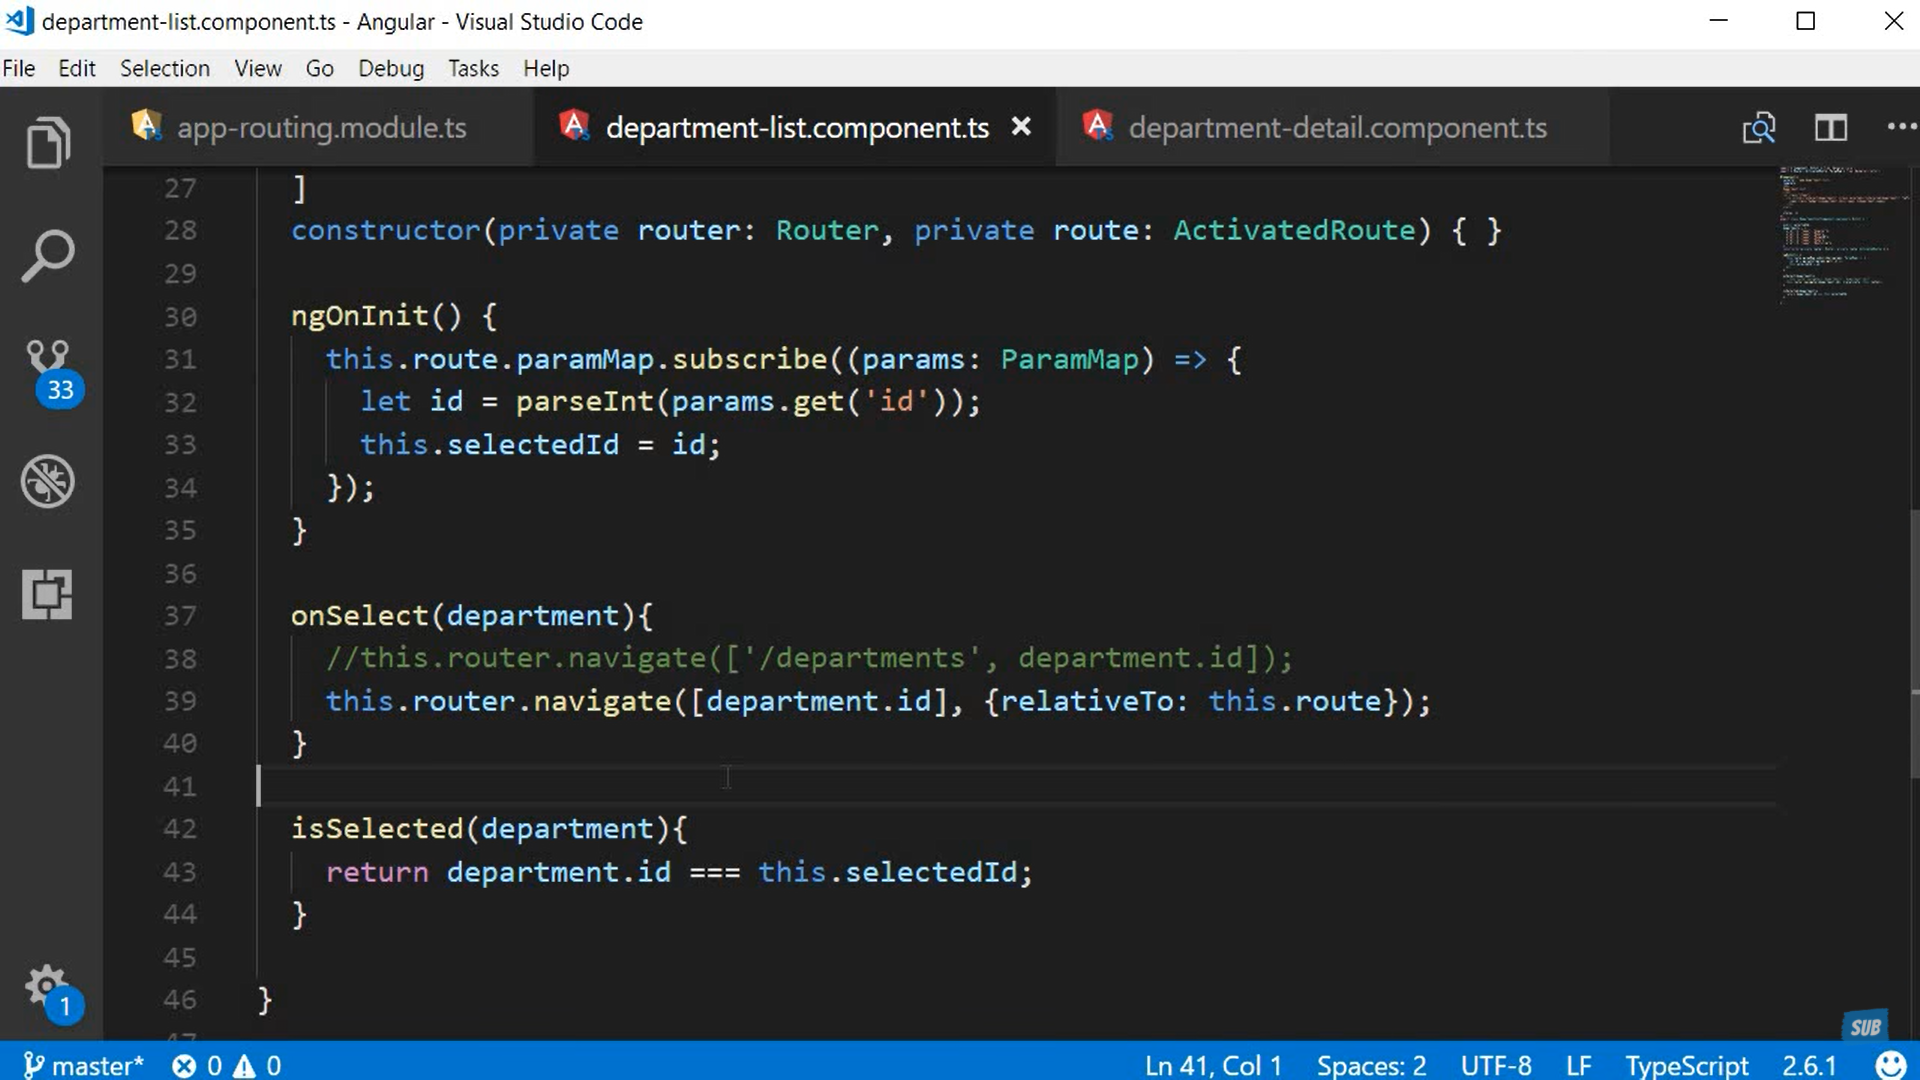 department-list.component.ts - Angular - Visual Studio Code
File Edit Selection View Go Debug Tasks Help
app-routing.module.ts department-list.component.ts department-detail.component.ts
27 ]
28 constructor(private router: Router, private route: ActivatedRoute) { }
29
30 ngOnInit() {
31 this.route.paramMap.subscribe((params: ParamMap) => {
32 let id = parseInt(params.get('id'));
33 this.selectedId = id;
34 });
35 }
36
37 onSelect(department){
38 //this.router.navigate(['/departments', department.id]);
39 this.router.navigate([department.id], {relativeTo: this.route});
40 }
41
42 isSelected(department){
43 return department.id === this.selectedId;
44 }
45
46 }
33
1
SUB
master* 0 0 Ln 41, Col 1 Spaces: 2 UTF-8 LF TypeScript 2.6.1